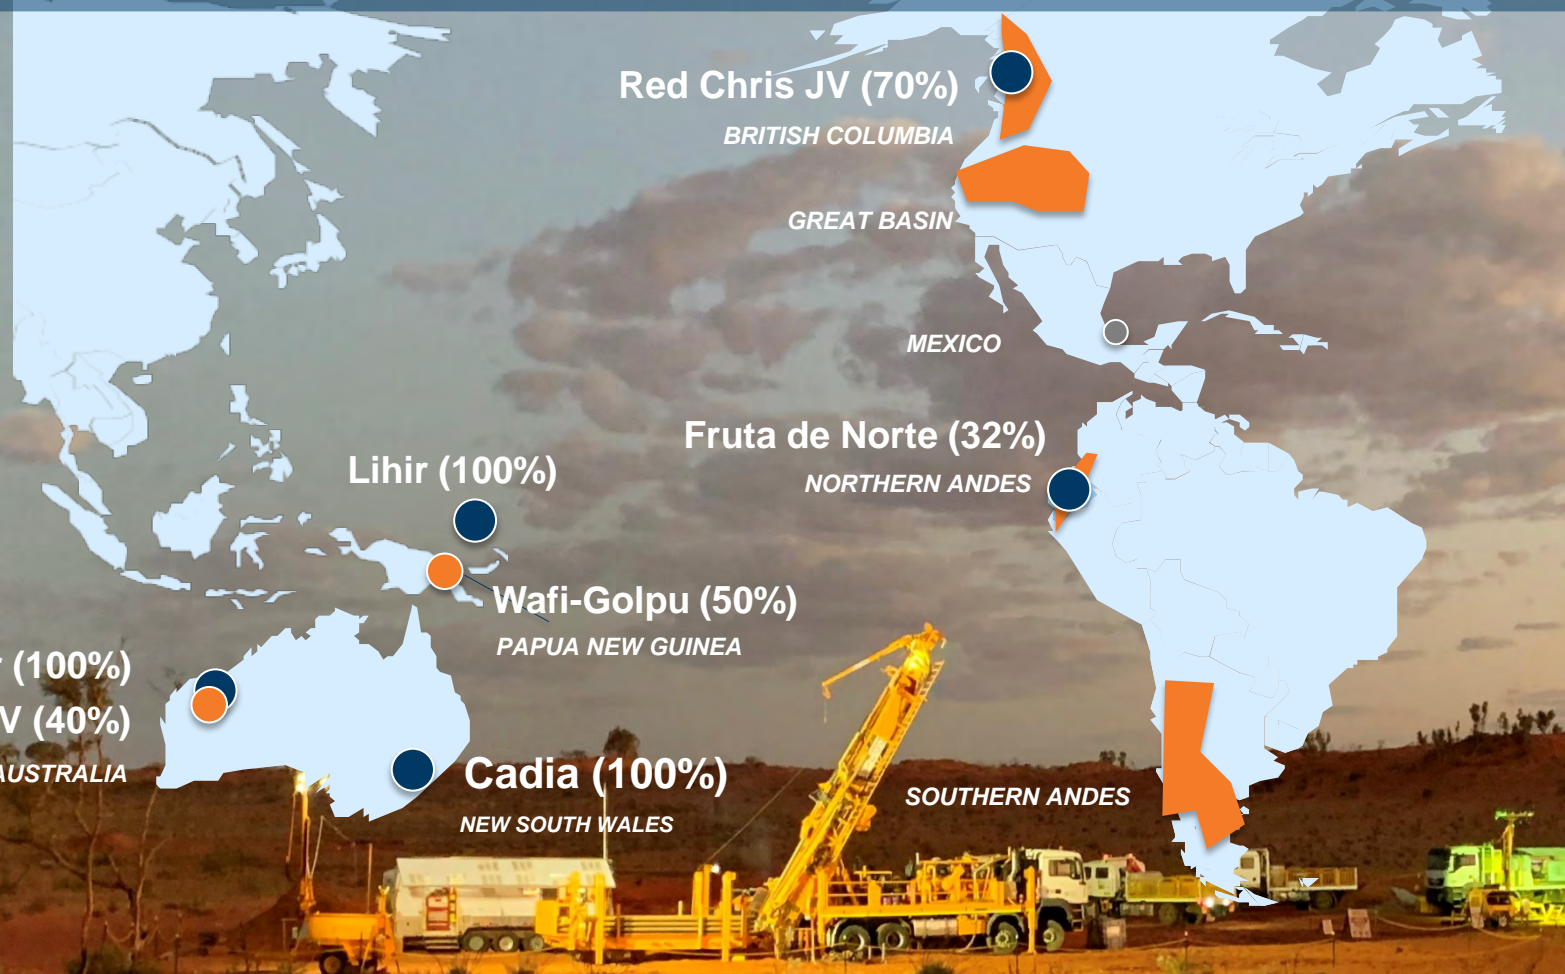 Red Chris JV (70%)
BRITISH COLUMBIA
GREAT BASIN
MEXICO
Fruta de Norte (32%)
NORTHERN ANDES
Lihir (100%)
Wafi-Golpu (50%)
PAPUA NEW GUINEA
(100%)
V (40%)
AUSTRALIA
Cadia (100%)
NEW SOUTH WALES
SOUTHERN ANDES